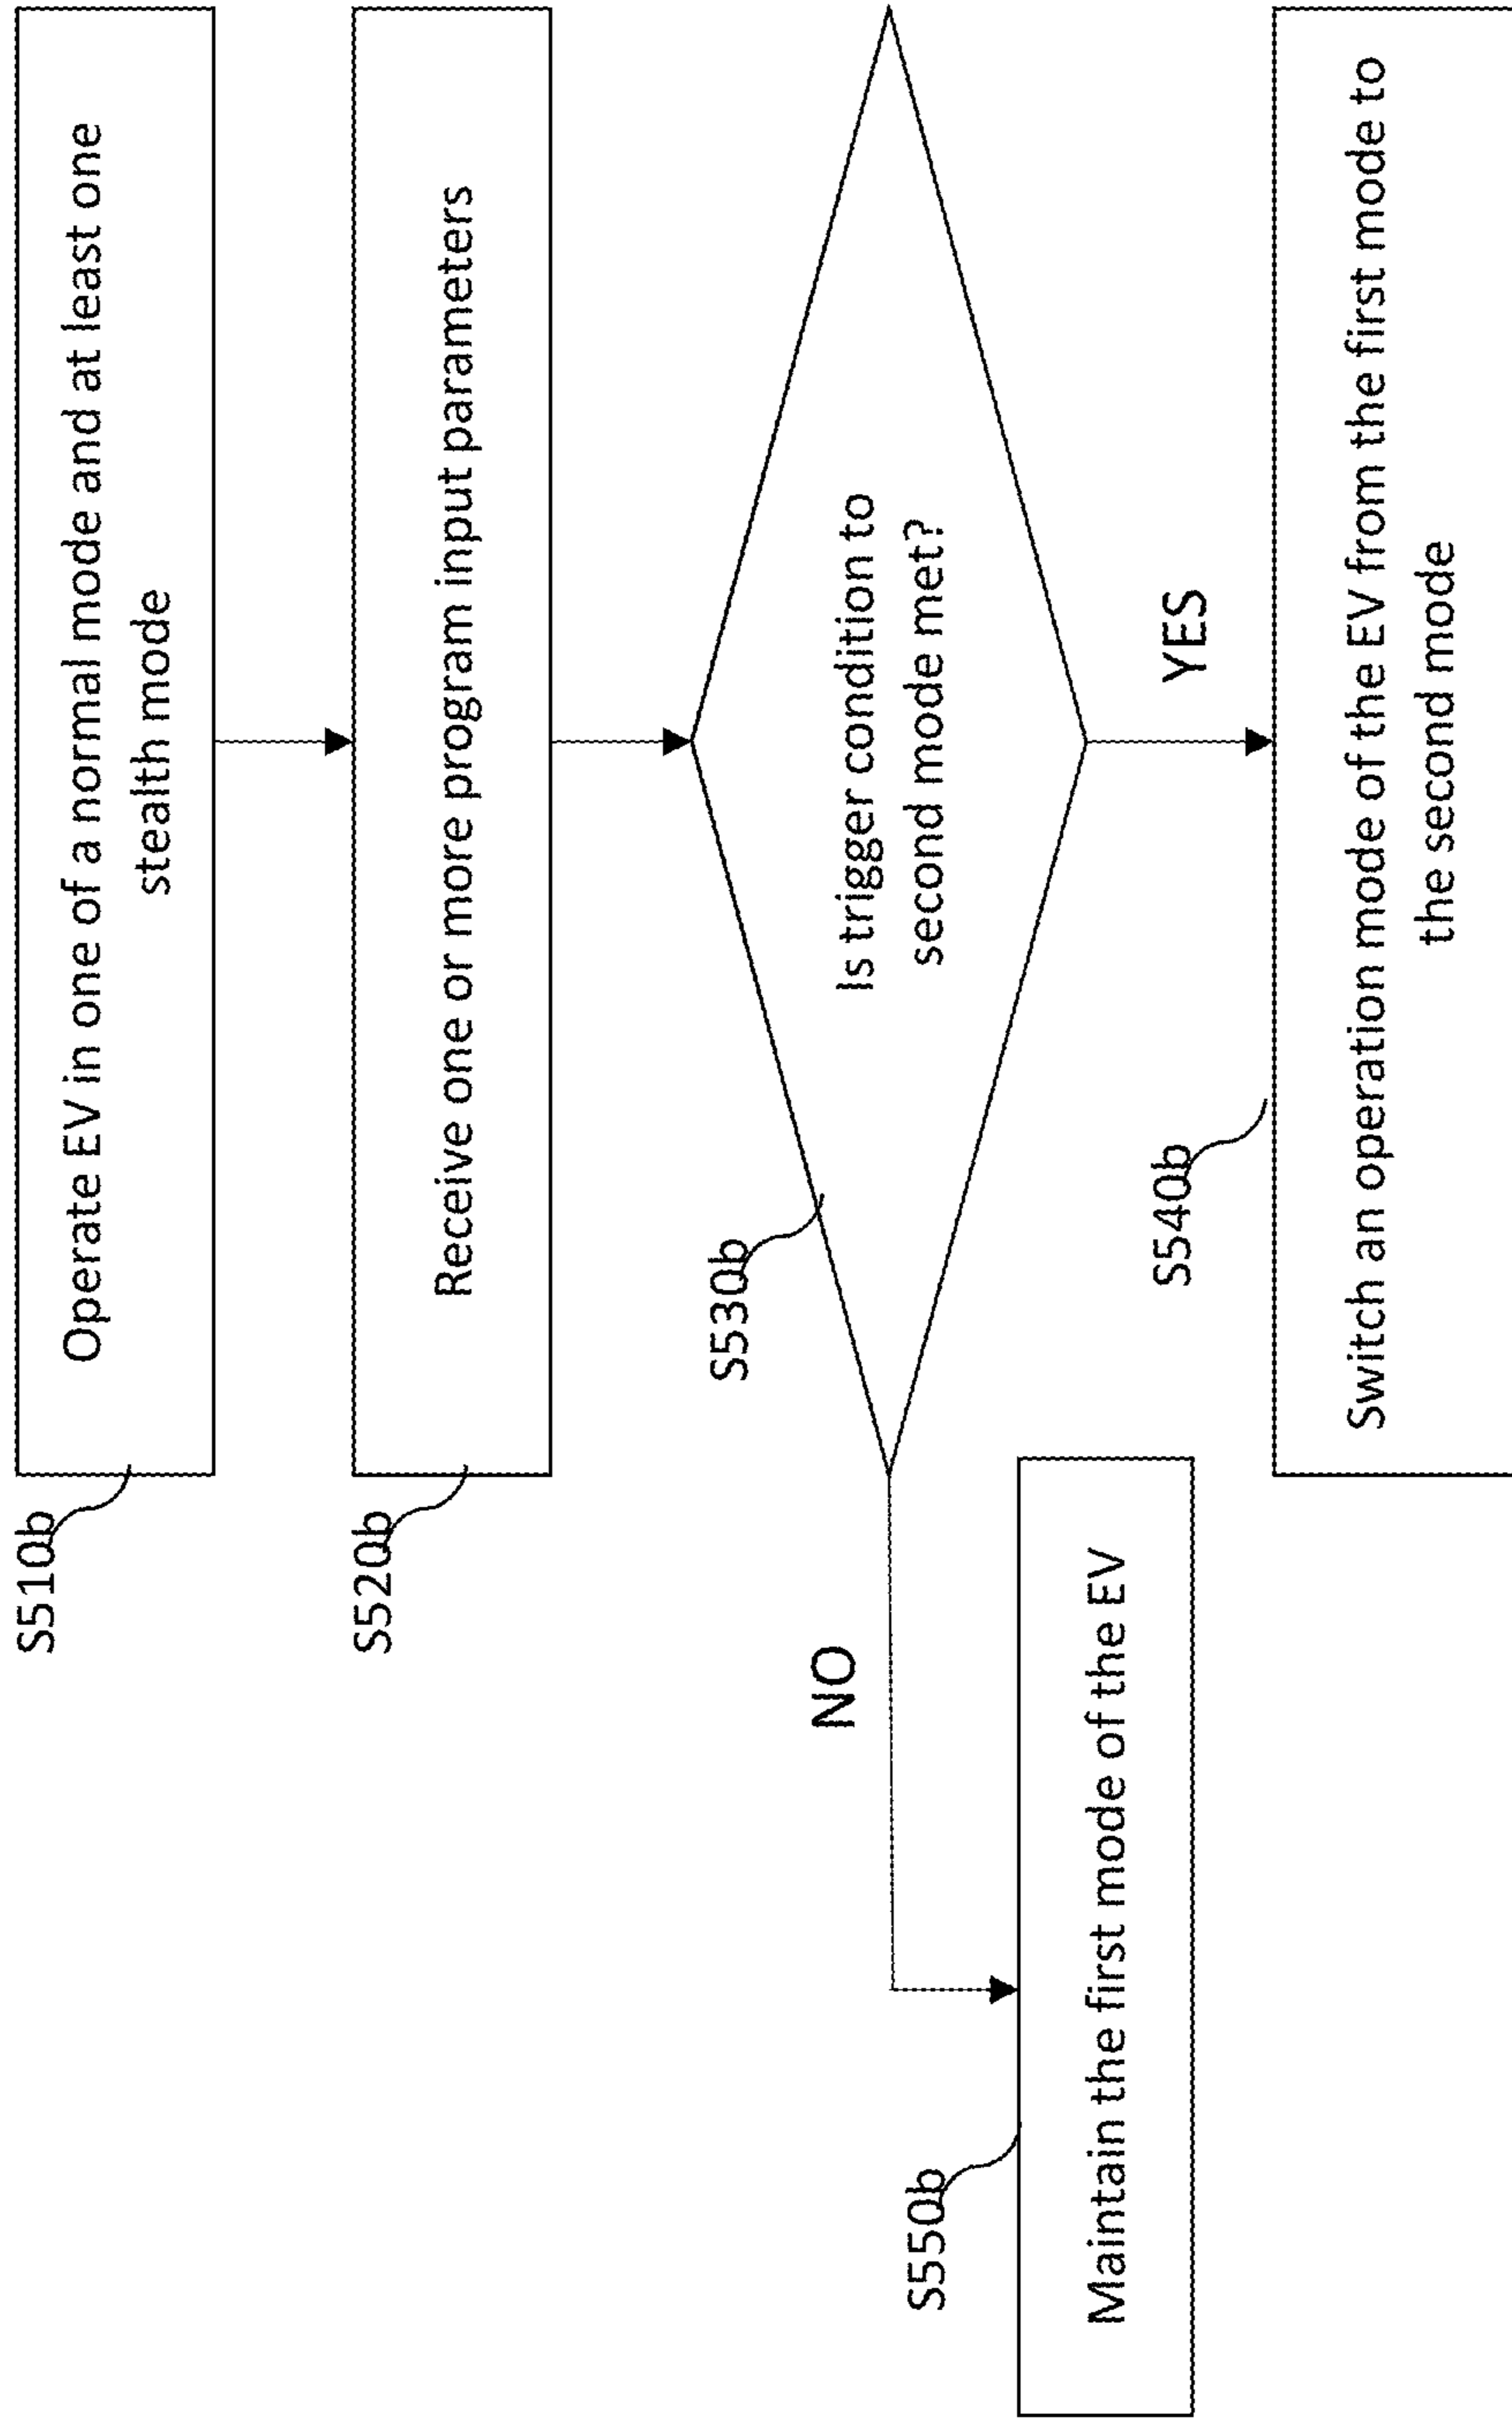 S510b
Operate EV in one of a normal mode and at least one
stealth mode
S520b
Receive one or more program input parameters
S530b
Is trigger condition to
second mode met?
NO
YES
S550b
Maintain the first mode of the EV
S540b
Switch an operation mode of the EV from the first mode to
the second mode